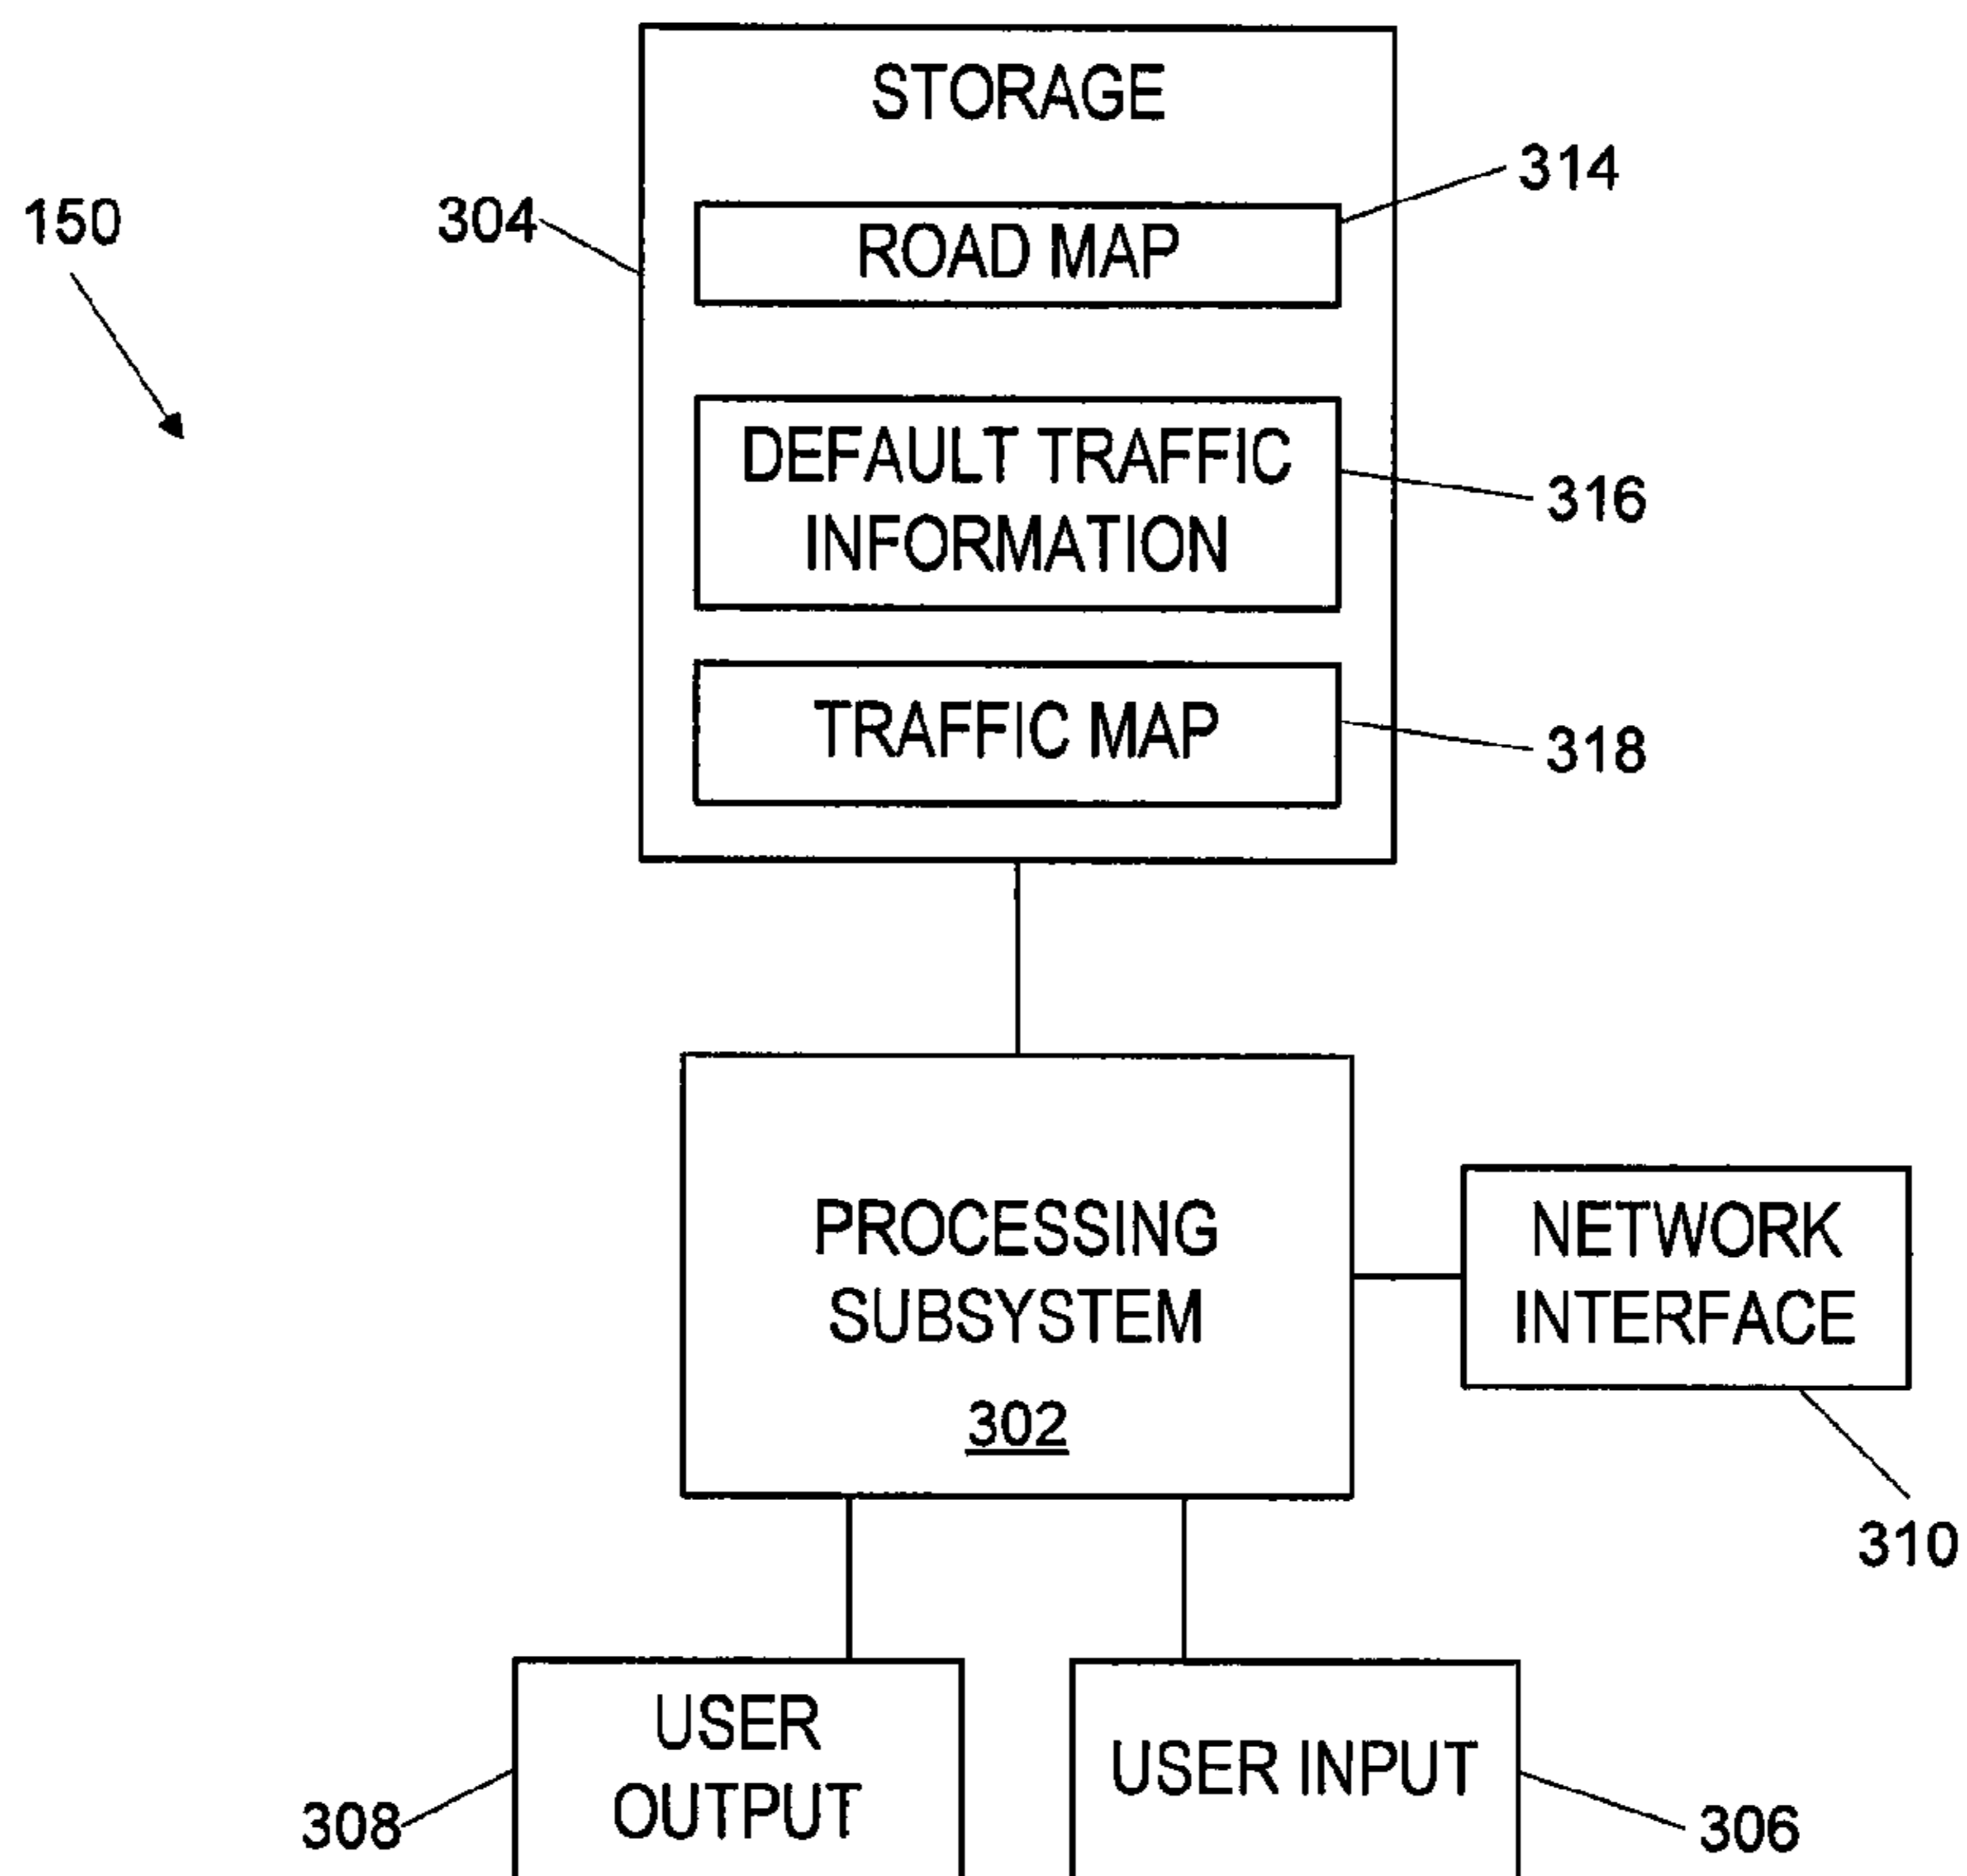 STORAGE
314
150
304
ROAD MAP
DEFAULT TRAFFIC
INFORMATION
316
TRAFFIC MAP
318
PROCESSING
SUBSYSTEM
302
NETWORK
INTERFACE
310
USER
OUTPUT
308
USER INPUT
306